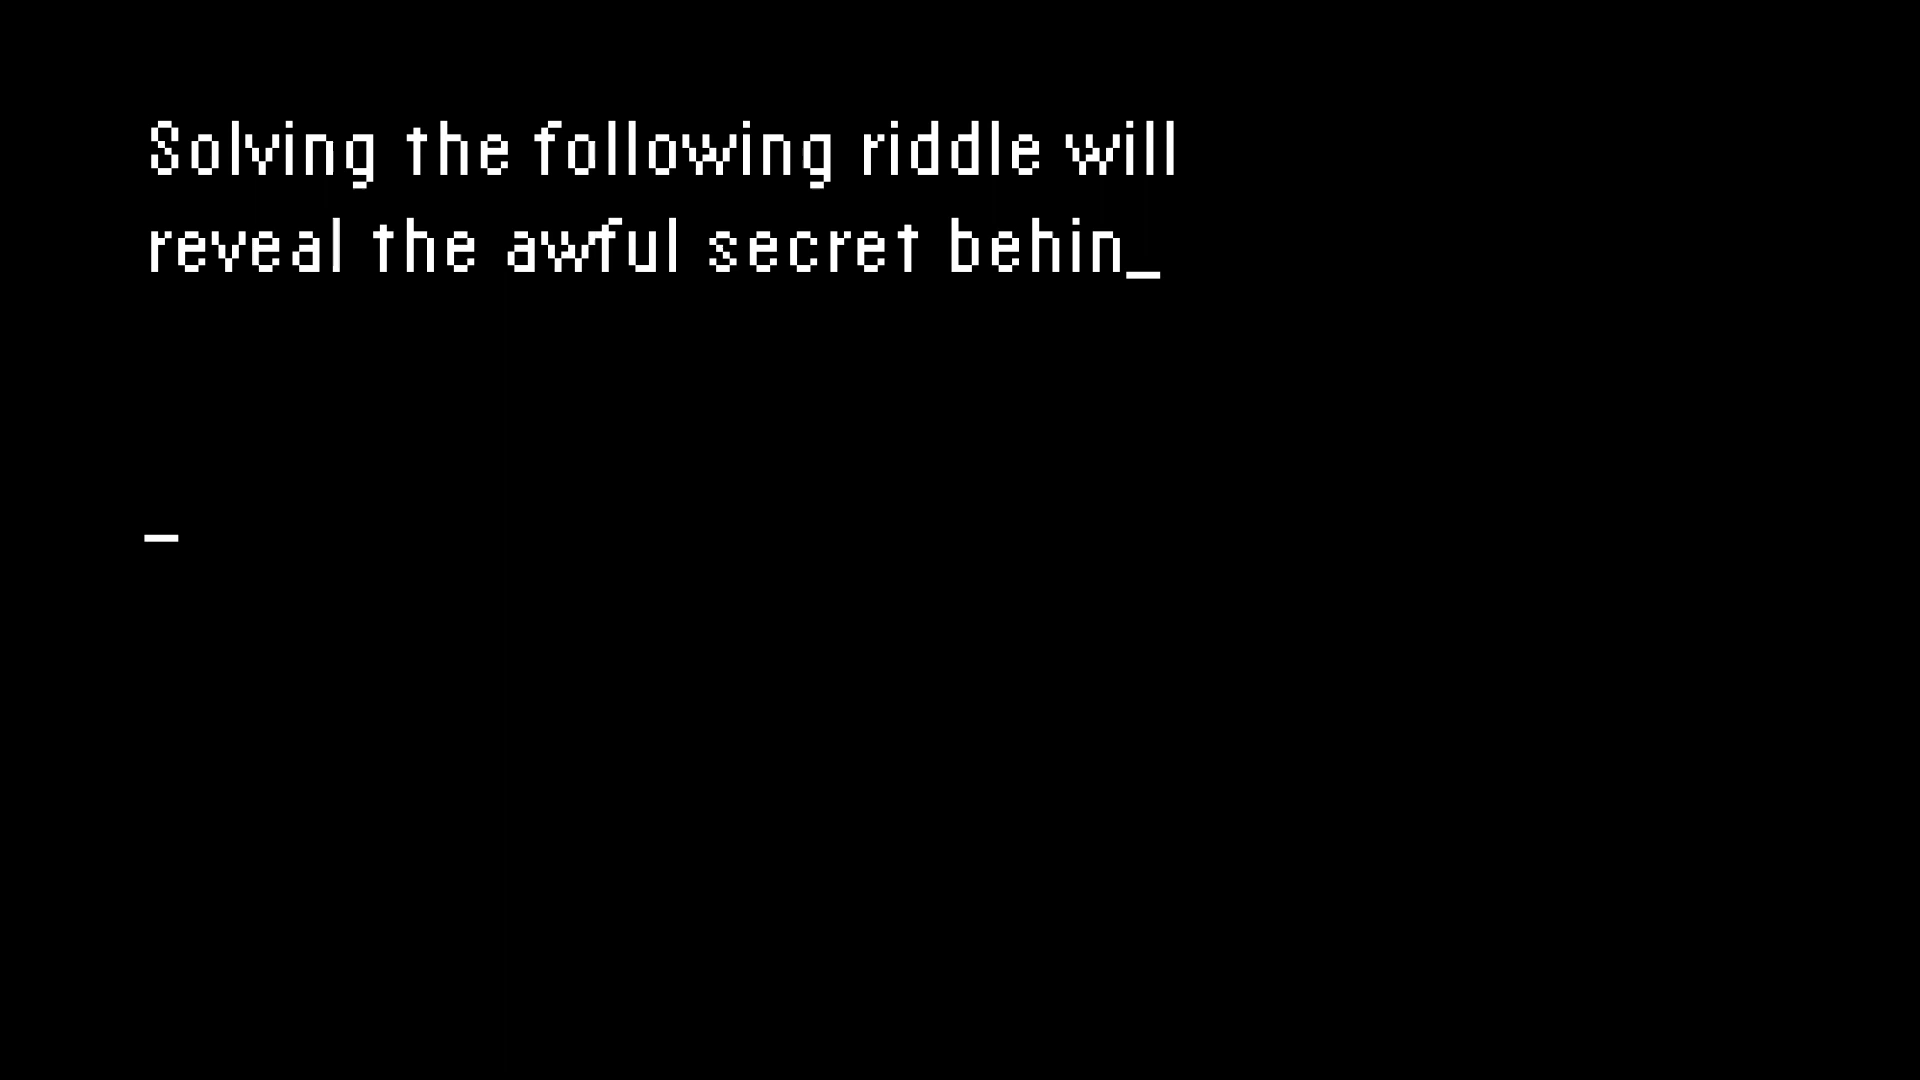 Solving the following riddle will
reveal the awful secret behin_
_